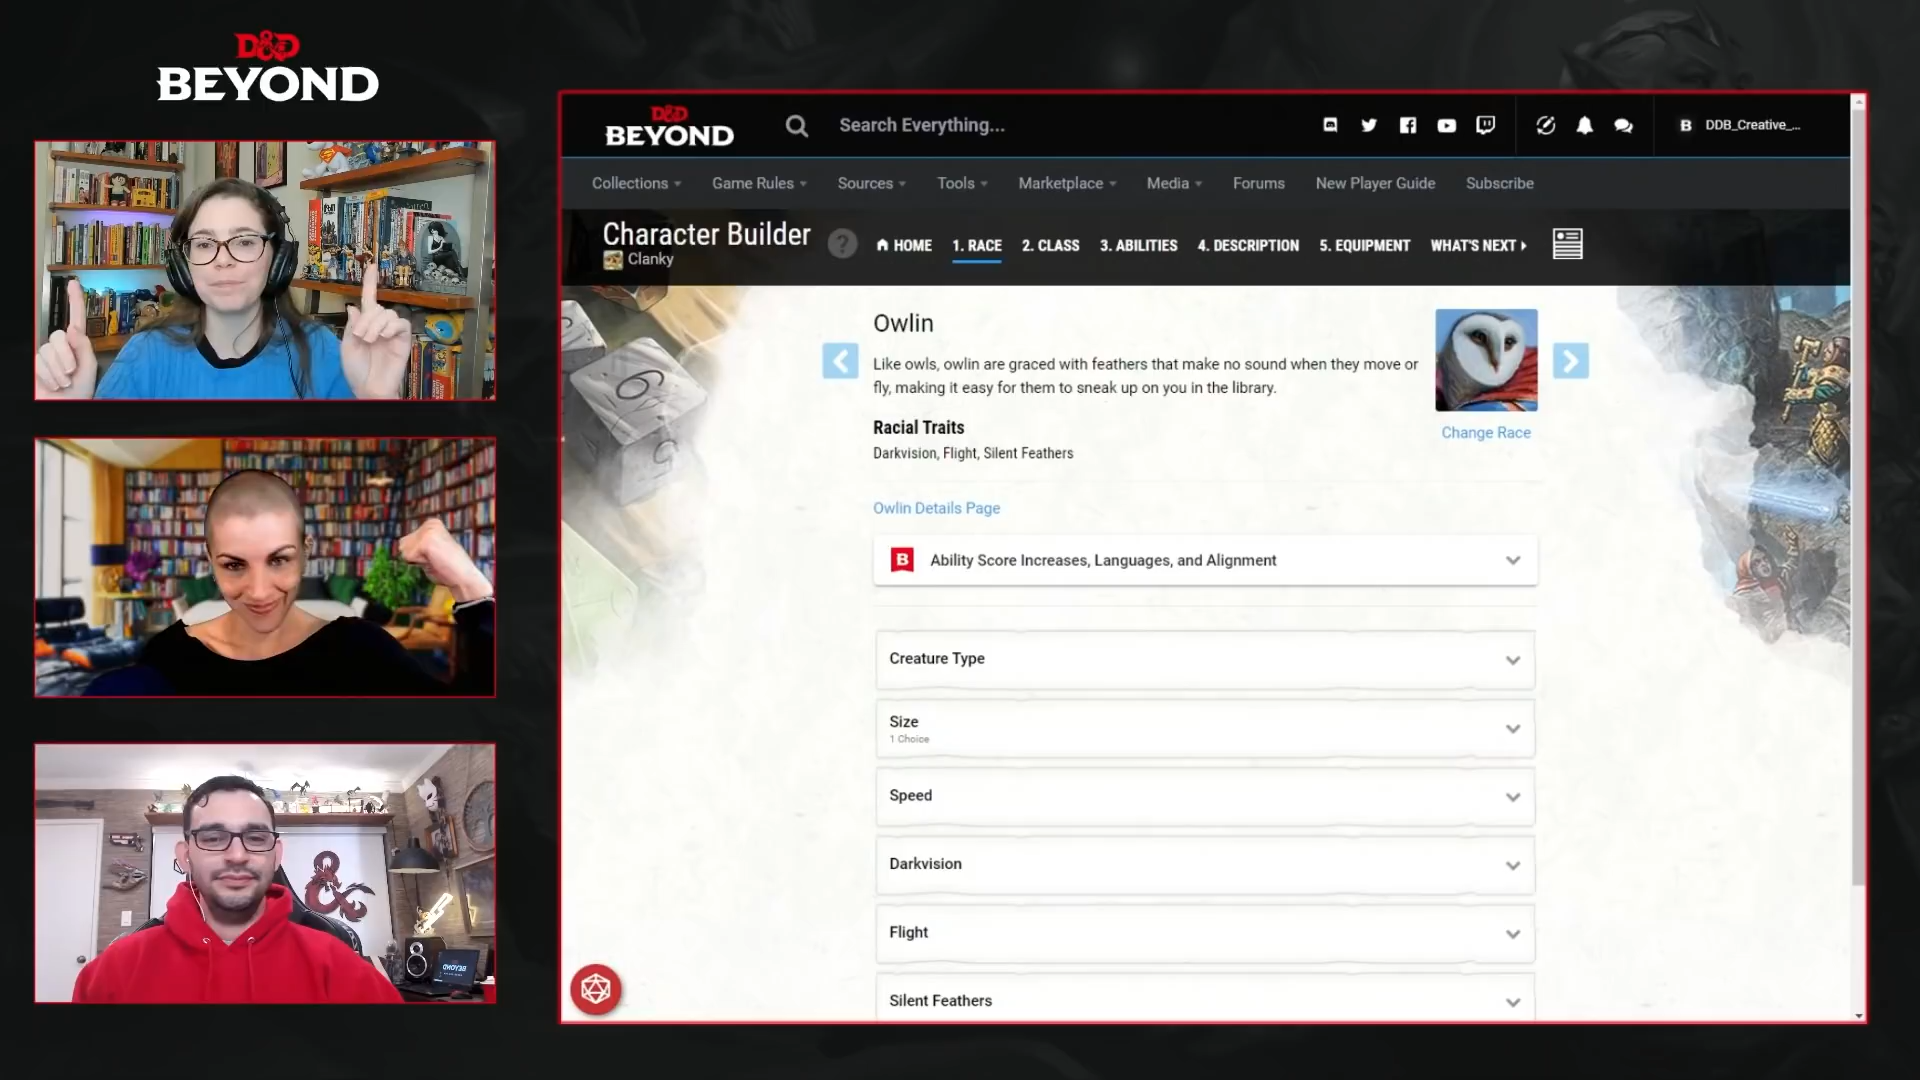 D&D
BEYOND
D&D
BEYOND
Search Everything...
B DDB_Creative_...
Collections
Game Rules
Sources
Tools
Marketplace
Media
Forums
New Player Guide
Subscribe
Character Builder
Clanky
?
HOME
1. RACE
2. CLASS
3. ABILITIES
4. DESCRIPTION
5. EQUIPMENT
WHAT'S NEXT
Owlin
Like owls, owlin are graced with feathers that make no sound when they move or
fly, making it easy for them to sneak up on you in the library.
Racial Traits
Darkvision, Flight, Silent Feathers
Change Race
Owlin Details Page
B Ability Score Increases, Languages, and Alignment
Creature Type
Size
1 Choice
Speed
Darkvision
Flight
Silent Feathers
&
BEYOND